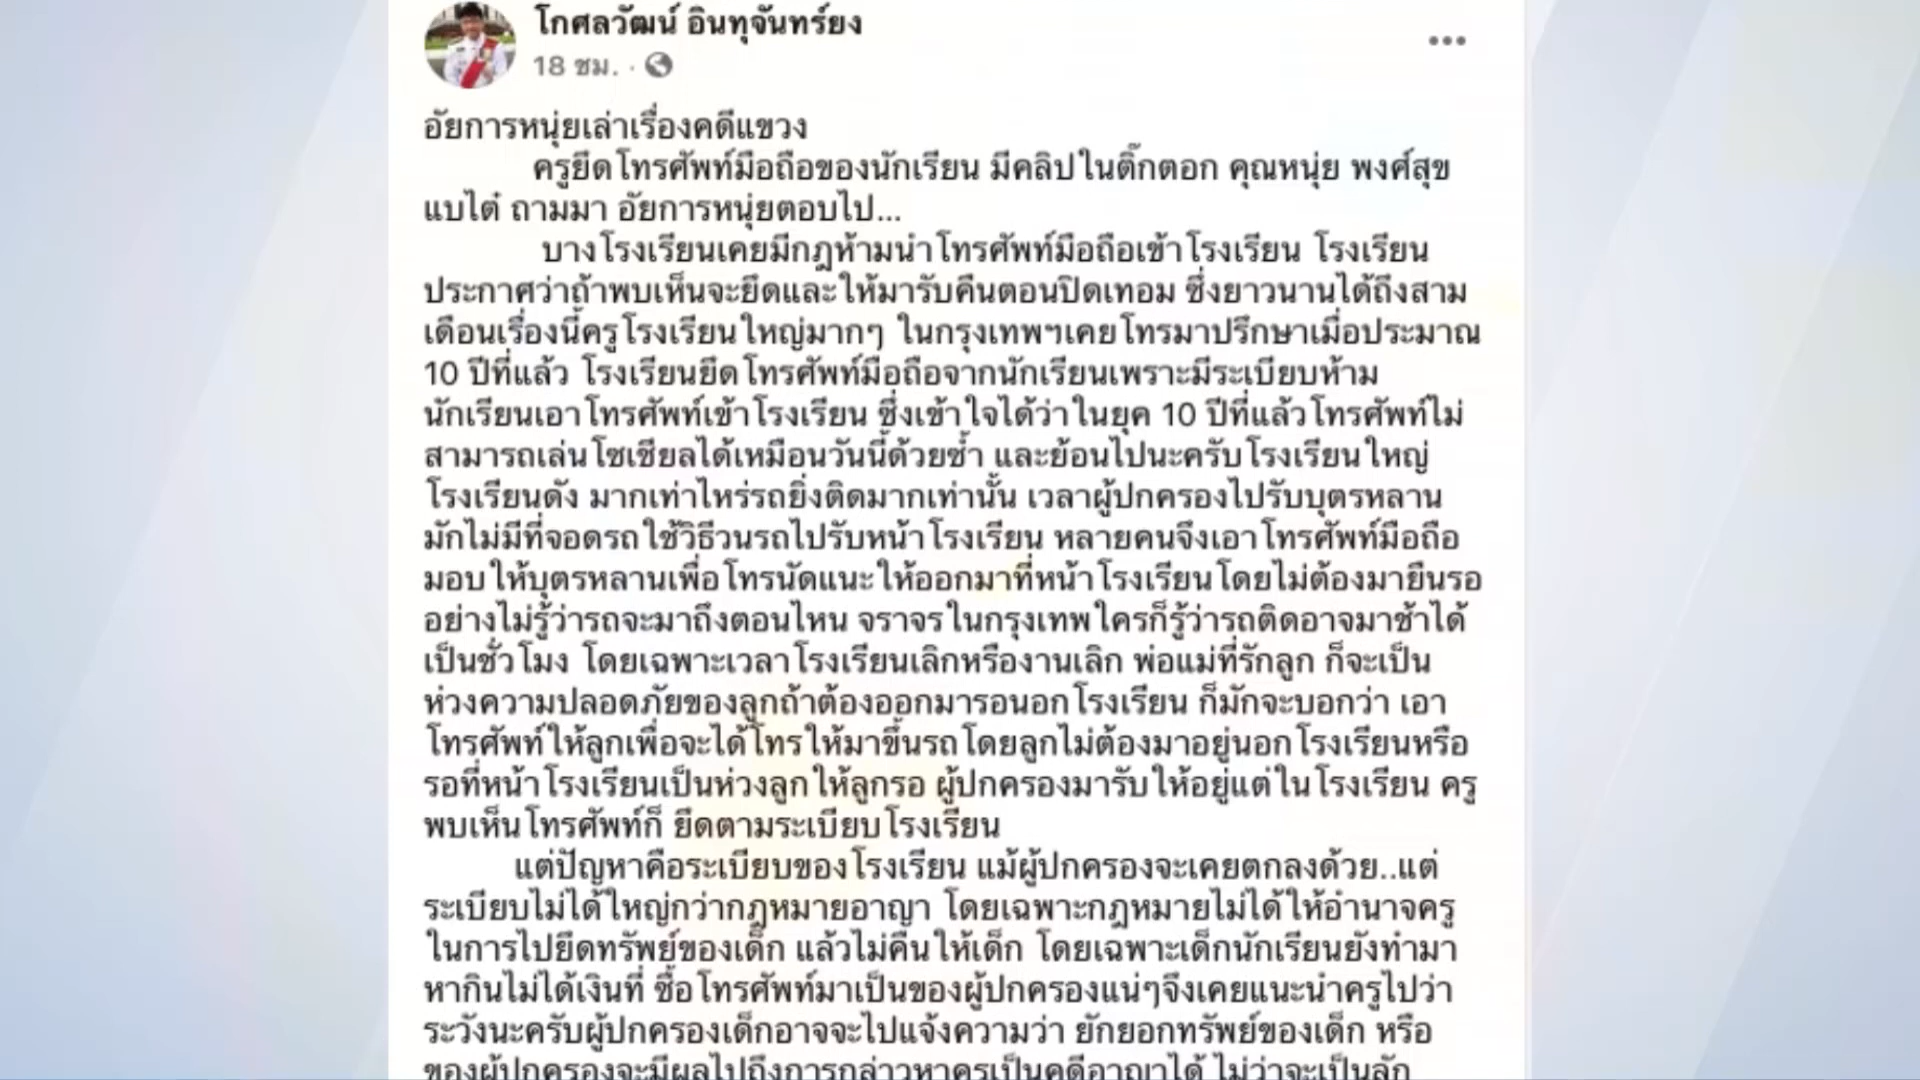 โกศลวัฒน์ อินทุจันทร์ยง
18 ชม. ·
อัยการหนุ่ยเล่าเรื่องคดีแขวง
ครูยึดโทรศัพท์มือถือของนักเรียน มีคลิปในติ๊กตอก คุณหนุ่ย พงศ์สุข
แบไต๋ ถามมา อัยการหนุ่ยตอบไป...
บางโรงเรียนเคยมีกฎห้ามนำโทรศัพท์มือถือเข้าโรงเรียน โรงเรียน
ประกาศว่าถ้าพบเห็นจะยึดและให้มารับคืนตอนปิดเทอม ซึ่งยาวนานได้ถึงสาม
เดือนเรื่องนี้ครูโรงเรียนใหญ่มากๆ ในกรุงเทพฯเคยโทรมาปรึกษาเมื่อประมาณ
10 ปีที่แล้ว โรงเรียนยึดโทรศัพท์มือถือจากนักเรียนเพราะมีระเบียบห้าม
นักเรียนเอาโทรศัพท์เข้าโรงเรียน ซึ่งเข้าใจได้ว่าในยุค 10 ปีที่แล้วโทรศัพท์ไม่
สามารถเล่นโซเชียลได้เหมือนวันนี้ด้วยซ้ำ และย้อนไปนะครับโรงเรียนใหญ่
โรงเรียนดัง มากเท่าไหร่รถยิ่งติดมากเท่านั้น เวลาผู้ปกครองไปรับบุตรหลาน
มักไม่มีที่จอดรถใช้วิธีวนรถไปรับหน้าโรงเรียน หลายคนจึงเอาโทรศัพท์มือถือ
มอบให้บุตรหลานเพื่อโทรนัดแนะให้ออกมาที่หน้าโรงเรียนโดยไม่ต้องมายืนรอ
อย่างไม่รู้ว่ารถจะมาถึงตอนไหน จราจรในกรุงเทพใครก็รู้ว่ารถติดอาจมาช้าได้
เป็นชั่วโมง โดยเฉพาะเวลาโรงเรียนเลิกหรืองานเลิก พ่อแม่ที่รักลูก ก็จะเป็น
ห่วงความปลอดภัยของลูกถ้าต้องออกมารอนอกโรงเรียน ก็มักจะบอกว่า เอา
โทรศัพท์ให้ลูกเพื่อจะได้โทรให้มาขึ้นรถโดยลูกไม่ต้องมาอยู่นอกโรงเรียนหรือ
รอที่หน้าโรงเรียนเป็นห่วงลูกให้ลูกรอ ผู้ปกครองมารับให้อยู่แต่ในโรงเรียน ครู
พบเห็นโทรศัพท์ก็ ยึดตามระเบียบโรงเรียน
แต่ปัญหาคือระเบียบของโรงเรียน แม้ผู้ปกครองจะเคยตกลงด้วย..แต่
ระเบียบไม่ได้ใหญ่กว่ากฎหมายอาญา โดยเฉพาะกฎหมายไม่ได้ให้อำนาจครู
ในการไปยึดทรัพย์ของเด็ก แล้วไม่คืนให้เด็ก โดยเฉพาะเด็กนักเรียนยังทำมา
หากินไม่ได้เงินที่ ซื้อโทรศัพท์มาเป็นของผู้ปกครองแน่ๆจึงเคยแนะนำครูไปว่า
ระวังนะครับผู้ปกครองเด็กอาจจะไปแจ้งความว่า ยักยอกทรัพย์ของเด็ก หรือ
ของผู้ปกครองจะมีผลไปถึงการกล่าวหาครูเป็นคดีอาญาได้ ไม่ว่าจะเป็นลัก